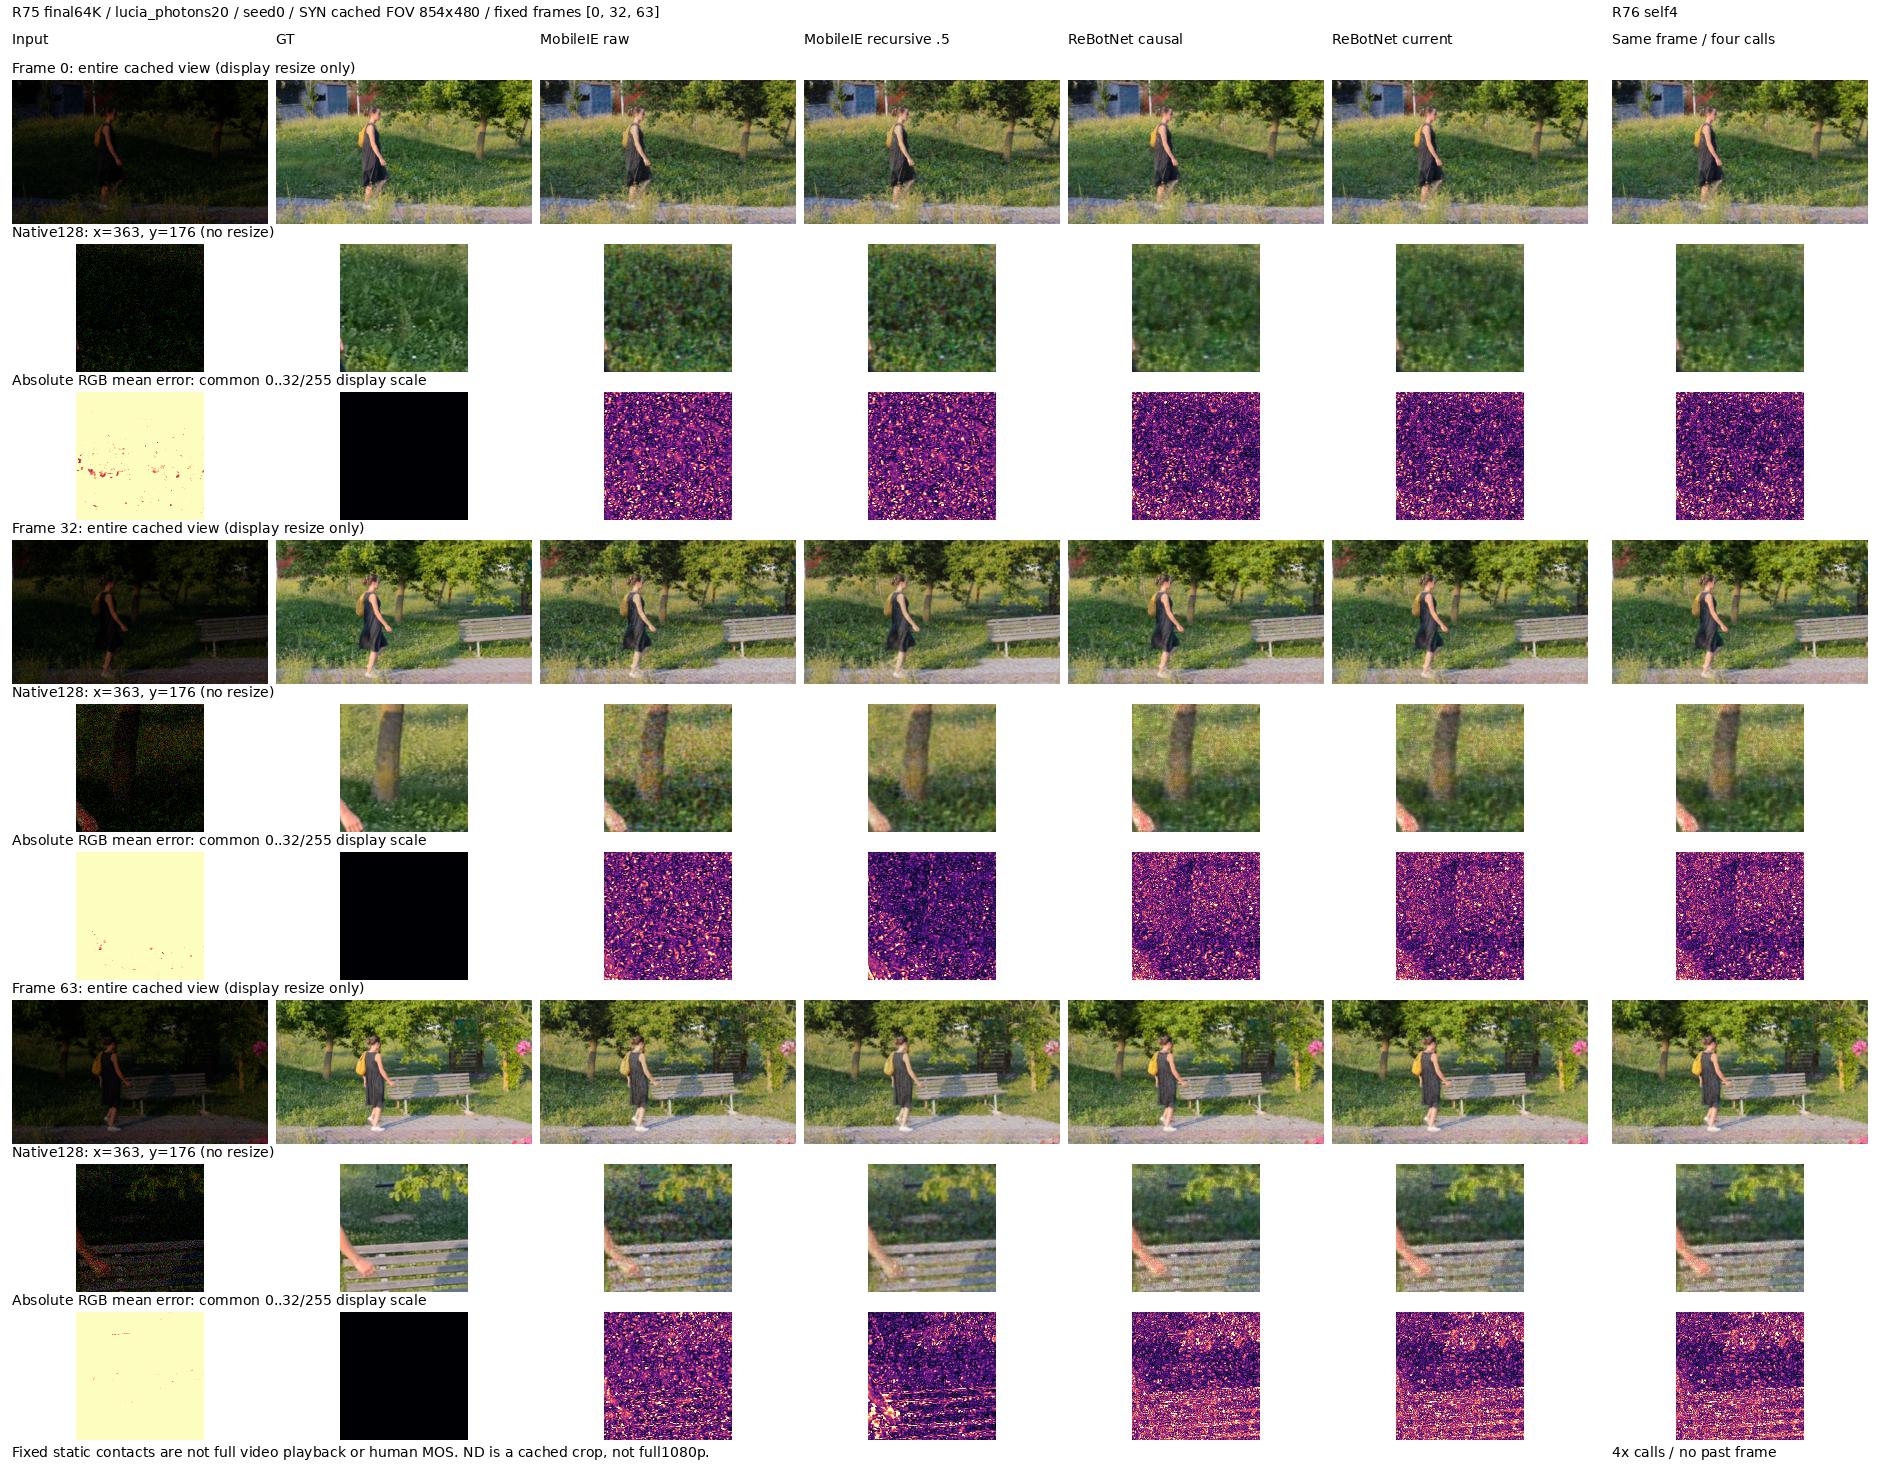 R75 final64K / lucia_photons20 / seed0 / SYN cached FOV 854x480 / fixed frames [0, 32, 63]
R76 self4
Input
GT
MobileIE raw
MobileIE recursive .5
ReBotNet causal
ReBotNet current
Same frame / four calls
Frame 0: entire cached view (display resize only)
Native128: x=363, y=176 (no resize)
Absolute RGB mean error: common 0..32/255 display scale
Frame 32: entire cached view (display resize only)
Native128: x=363, y=176 (no resize)
Absolute RGB mean error: common 0..32/255 display scale
Frame 63: entire cached view (display resize only)
Native128: x=363, y=176 (no resize)
Absolute RGB mean error: common 0..32/255 display scale
Fixed static contacts are not full video playback or human MOS. ND is a cached crop, not full1080p.
4x calls / no past frame